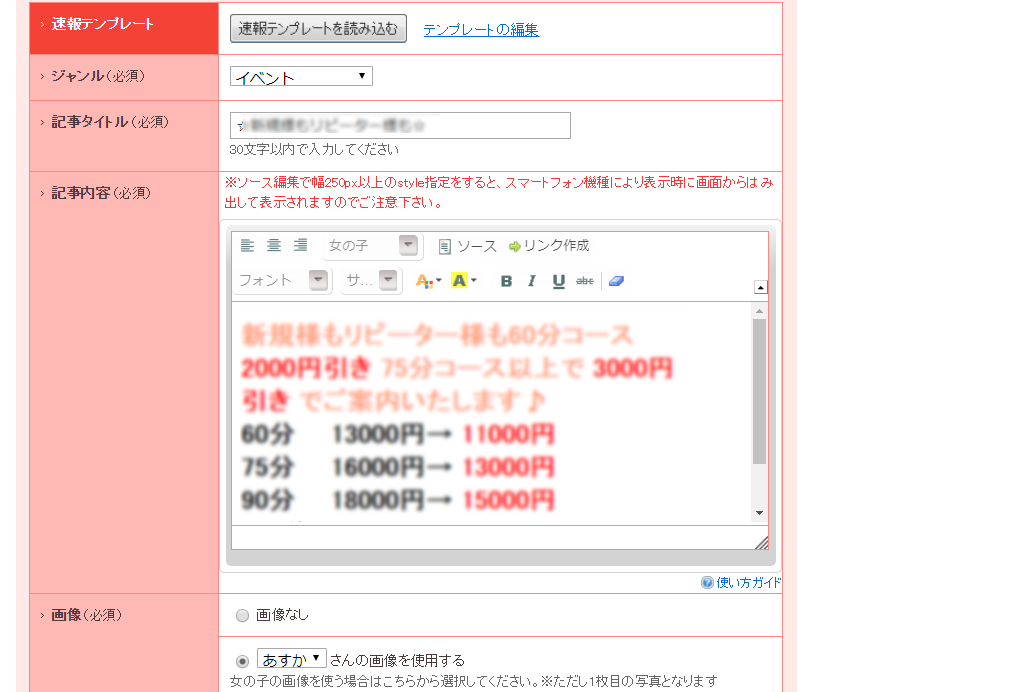 › 速報テンプレート
速報テンプレートを読み込む テンプレートの編集
› ジャンル(必須)
イベント
› 記事タイトル(必須)
☆新規様もリピーター様も☆
30文字以内で入力してください
› 記事内容(必須)
※ソース編集で幅250px以上のstyle指定をすると、スマートフォン機種により表示時に画面からはみ
出して表示されますのでご注意下さい。
女の子 ソース リンク作成
フォント サ... A A B I U abc
新規様もリピーター様も60分コース
2000円引き 75分コース以上で 3000円
引き でご案内いたします♪
60分 13000円→ 11000円
75分 16000円→ 13000円
90分 18000円→ 15000円
使い方ガイド
› 画像(必須)
画像なし
あすか さんの画像を使用する
女の子の画像を使う場合はこちらから選択してください。※ただし1枚目の写真となります